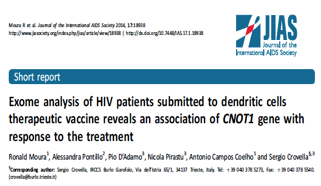 Moura R et al. Journal of the International AIDS Society 2014, 17:18938
http://www.jiasociety.org/index.php/jias/article/view/18938 | http://dx.doi.org/10.7448/IAS.17.1.18938
JIAS
Journal of the
International AIDS Society
Short report
Exome analysis of HIV patients submitted to dendritic cells
therapeutic vaccine reveals an association of CNOT1 gene with
response to the treatment
Ronald Moura¹, Alessandra Pontillo², Pio D'Adamo³, Nicola Pirastu³, Antonio Campos Coelho¹ and Sergio Crovella§,³
§Corresponding author: Sergio Crovella, IRCCS Burlo Garofolo, Via dell'Istria 65/1, 34137 Trieste, Italy. Tel: +39 040 378 5273, Fax: +39 040 378 5540.
(crovella@burlo.trieste.it)